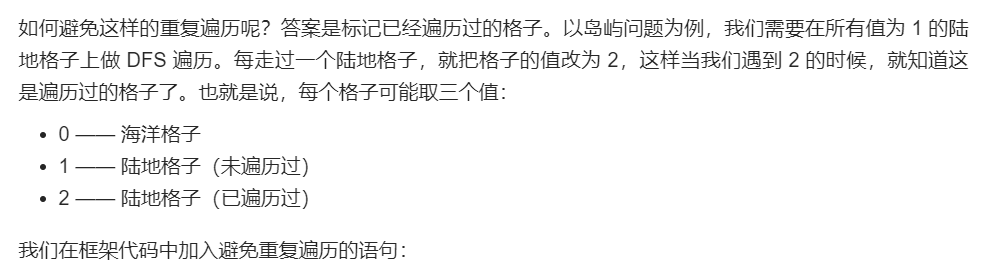 如何避免这样的重复遍历呢？答案是标记已经遍历过的格子。以岛屿问题为例，我们需要在所有值为 1 的陆
地格子上做 DFS 遍历。每走过一个陆地格子，就把格子的值改为 2，这样当我们遇到 2 的时候，就知道这
是遍历过的格子了。也就是说，每个格子可能取三个值：
• 0 —— 海洋格子
• 1 —— 陆地格子（未遍历过）
• 2 —— 陆地格子（已遍历过）
我们在框架代码中加入避免重复遍历的语句：